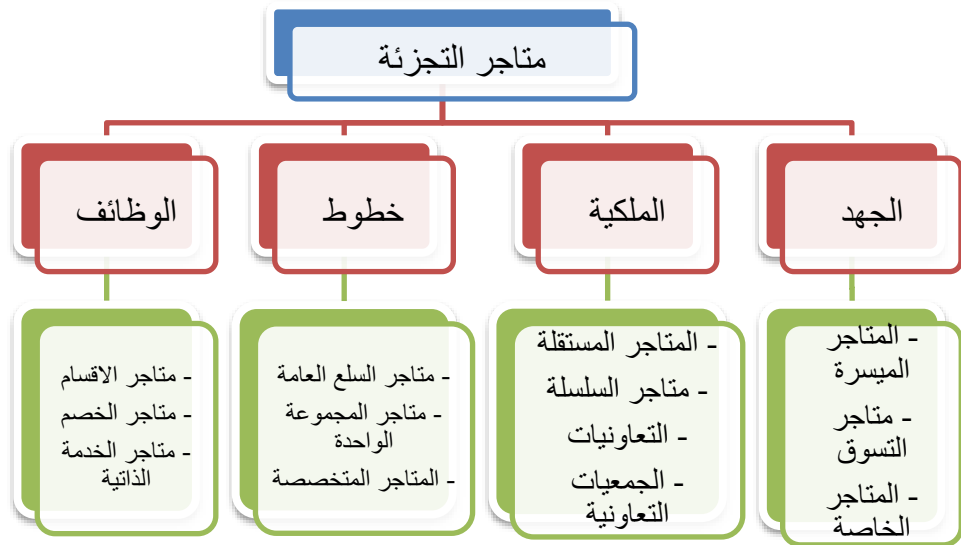 متاجر التجزئة
الجهد
الملكية
خطوط
الوظائف
- المتاجر
الميسرة
- متاجر
التسوق
- المتاجر
الخاصة
- المتاجر المستقلة
- متاجر السلسلة
- التعاونيات
- الجمعيات
التعاونية
- متاجر السلع العامة
- متاجر المجموعة
الواحدة
- المتاجر المتخصصة
- متاجر الاقسام
- متاجر الخصم
- متاجر الخدمة
الذاتية